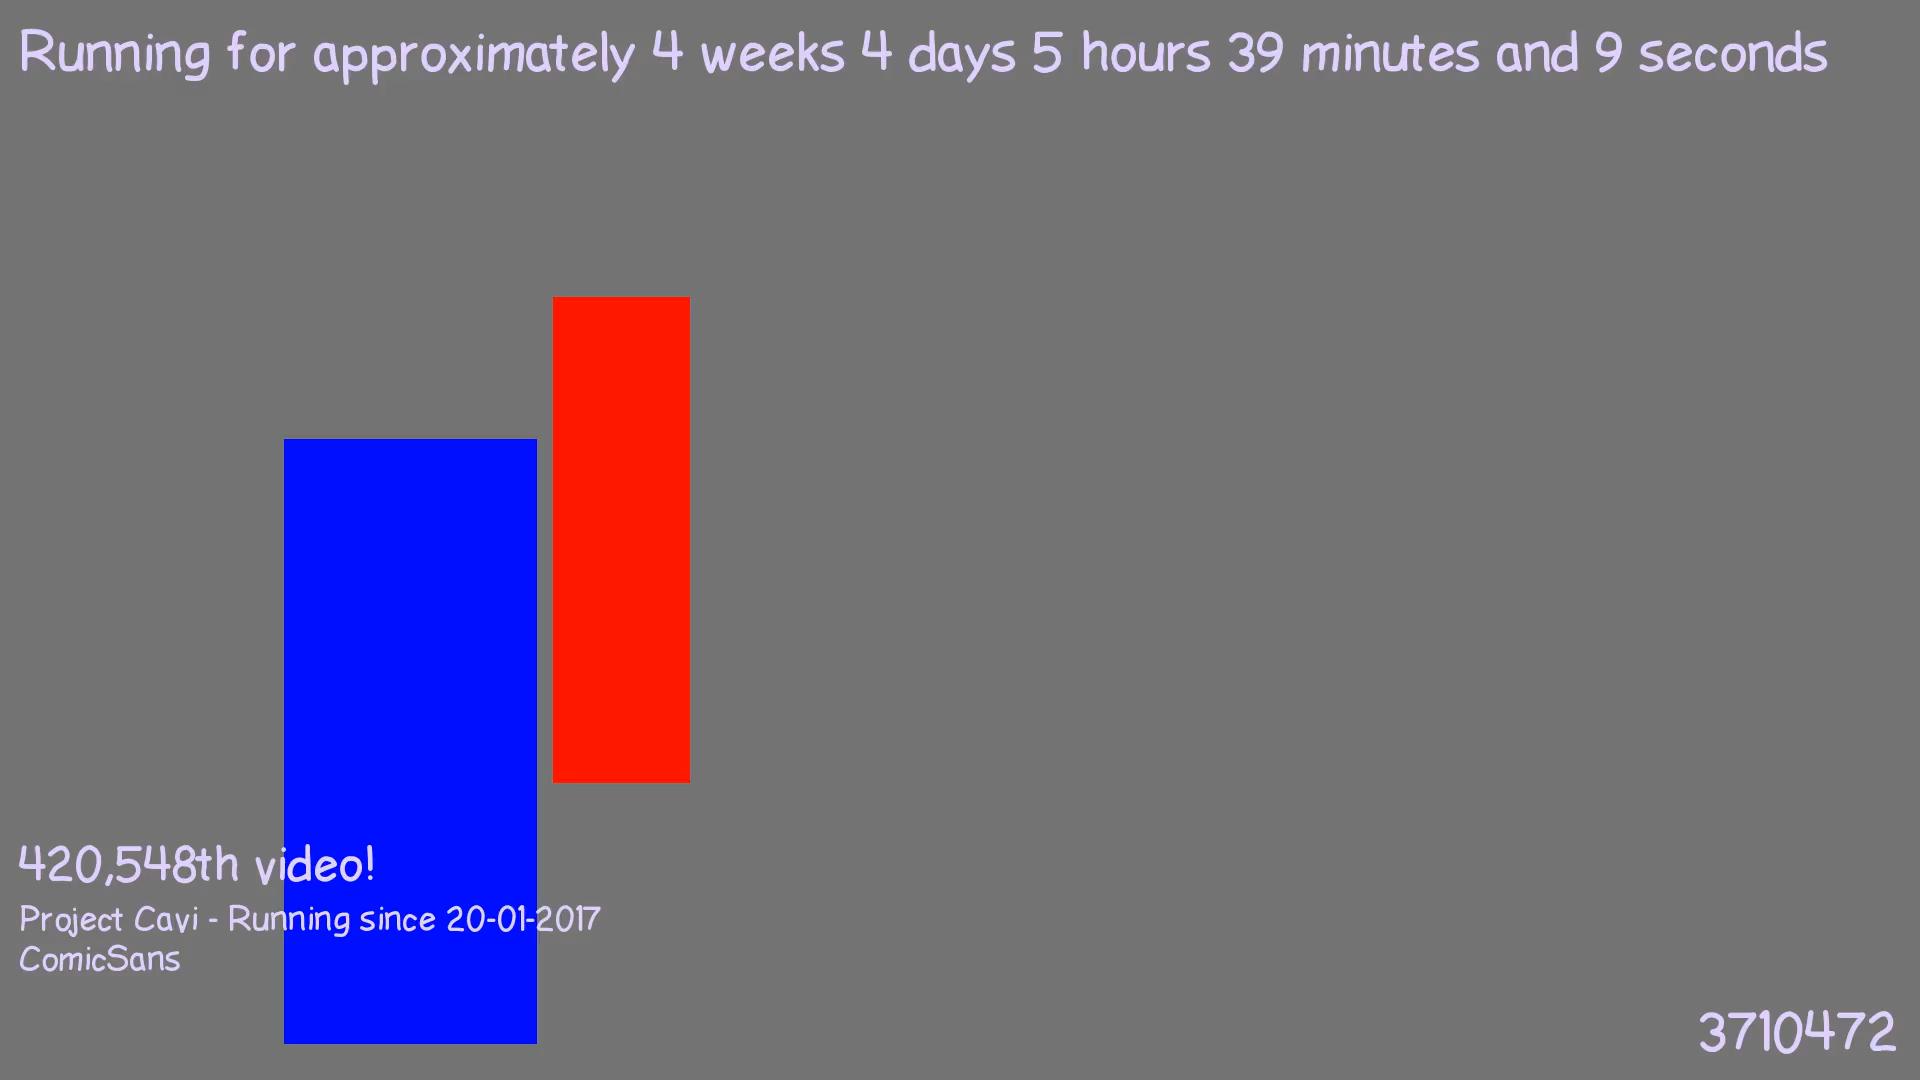 Running for approximately 4 weeks 4 days 5 hours 39 minutes and 9 seconds
420,548th video!
Project Cavi - Running since 20-01-2017
ComicSans
3710472